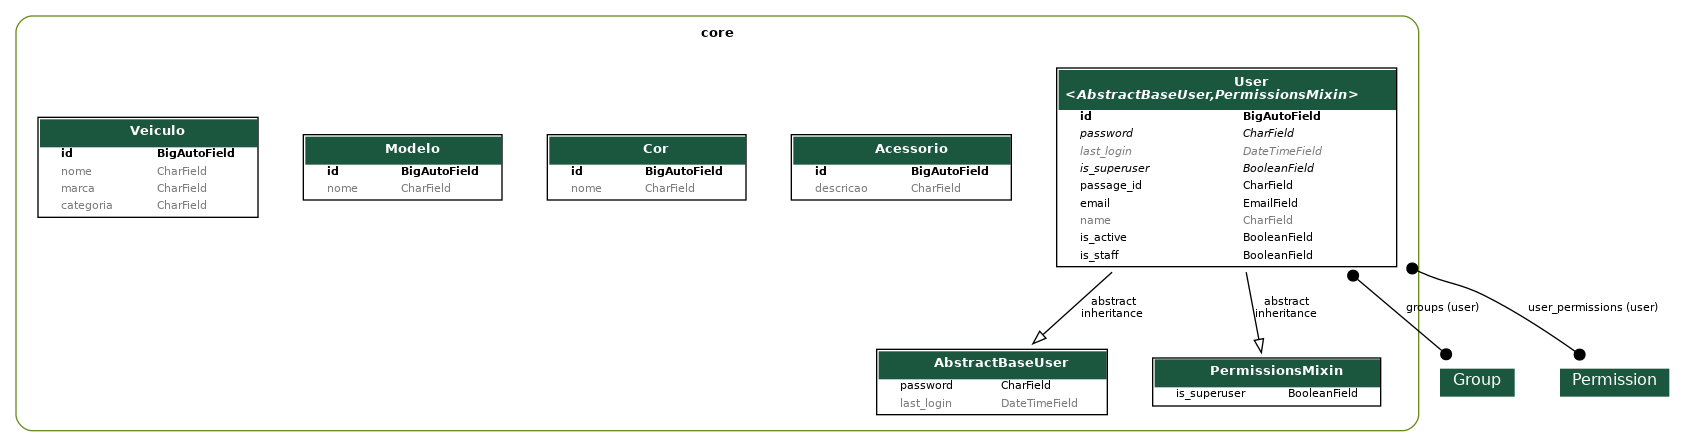 core
Veiculo
id BigAutoField
nome CharField
marca CharField
categoria CharField
Modelo
id BigAutoField
nome CharField
Cor
id BigAutoField
nome CharField
Acessorio
id BigAutoField
descricao CharField
User
<AbstractBaseUser,PermissionsMixin>
id BigAutoField
password CharField
last_login DateTimeField
is_superuser BooleanField
passage_id CharField
email EmailField
name CharField
is_active BooleanField
is_staff BooleanField
abstract
inheritance
abstract
inheritance
groups (user)
user_permissions (user)
AbstractBaseUser
password CharField
last_login DateTimeField
PermissionsMixin
is_superuser BooleanField
Group
Permission